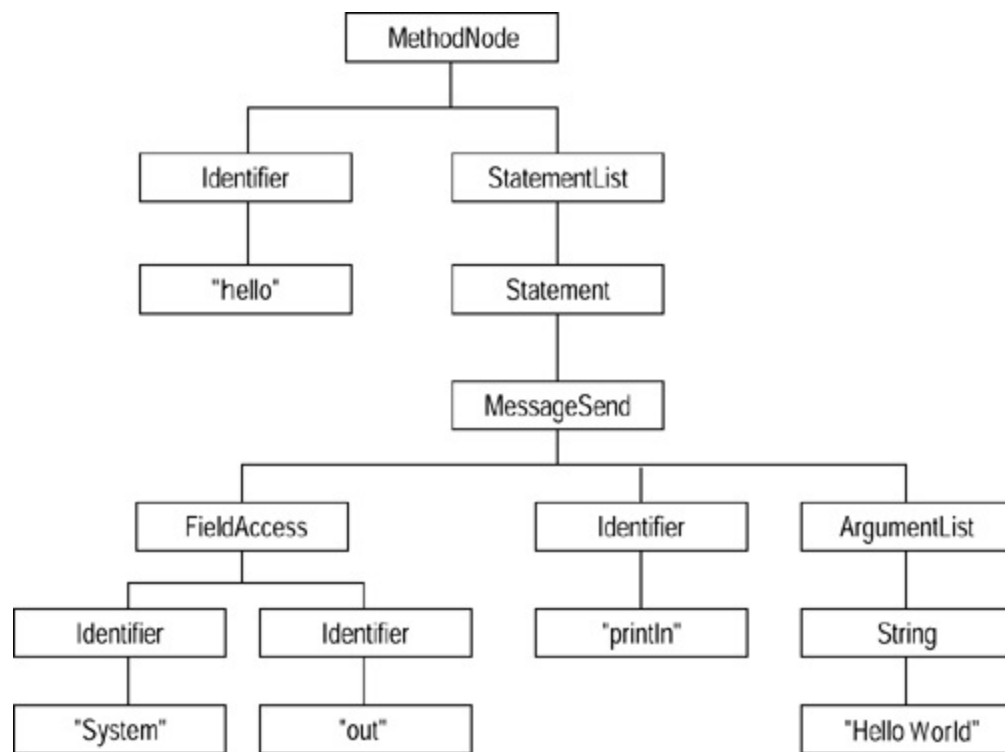 MethodNode
Identifier StatementList
"hello" Statement
MessageSend
FieldAccess Identifier ArgumentList
Identifier Identifier "println" String
"System" "out" "Hello World"